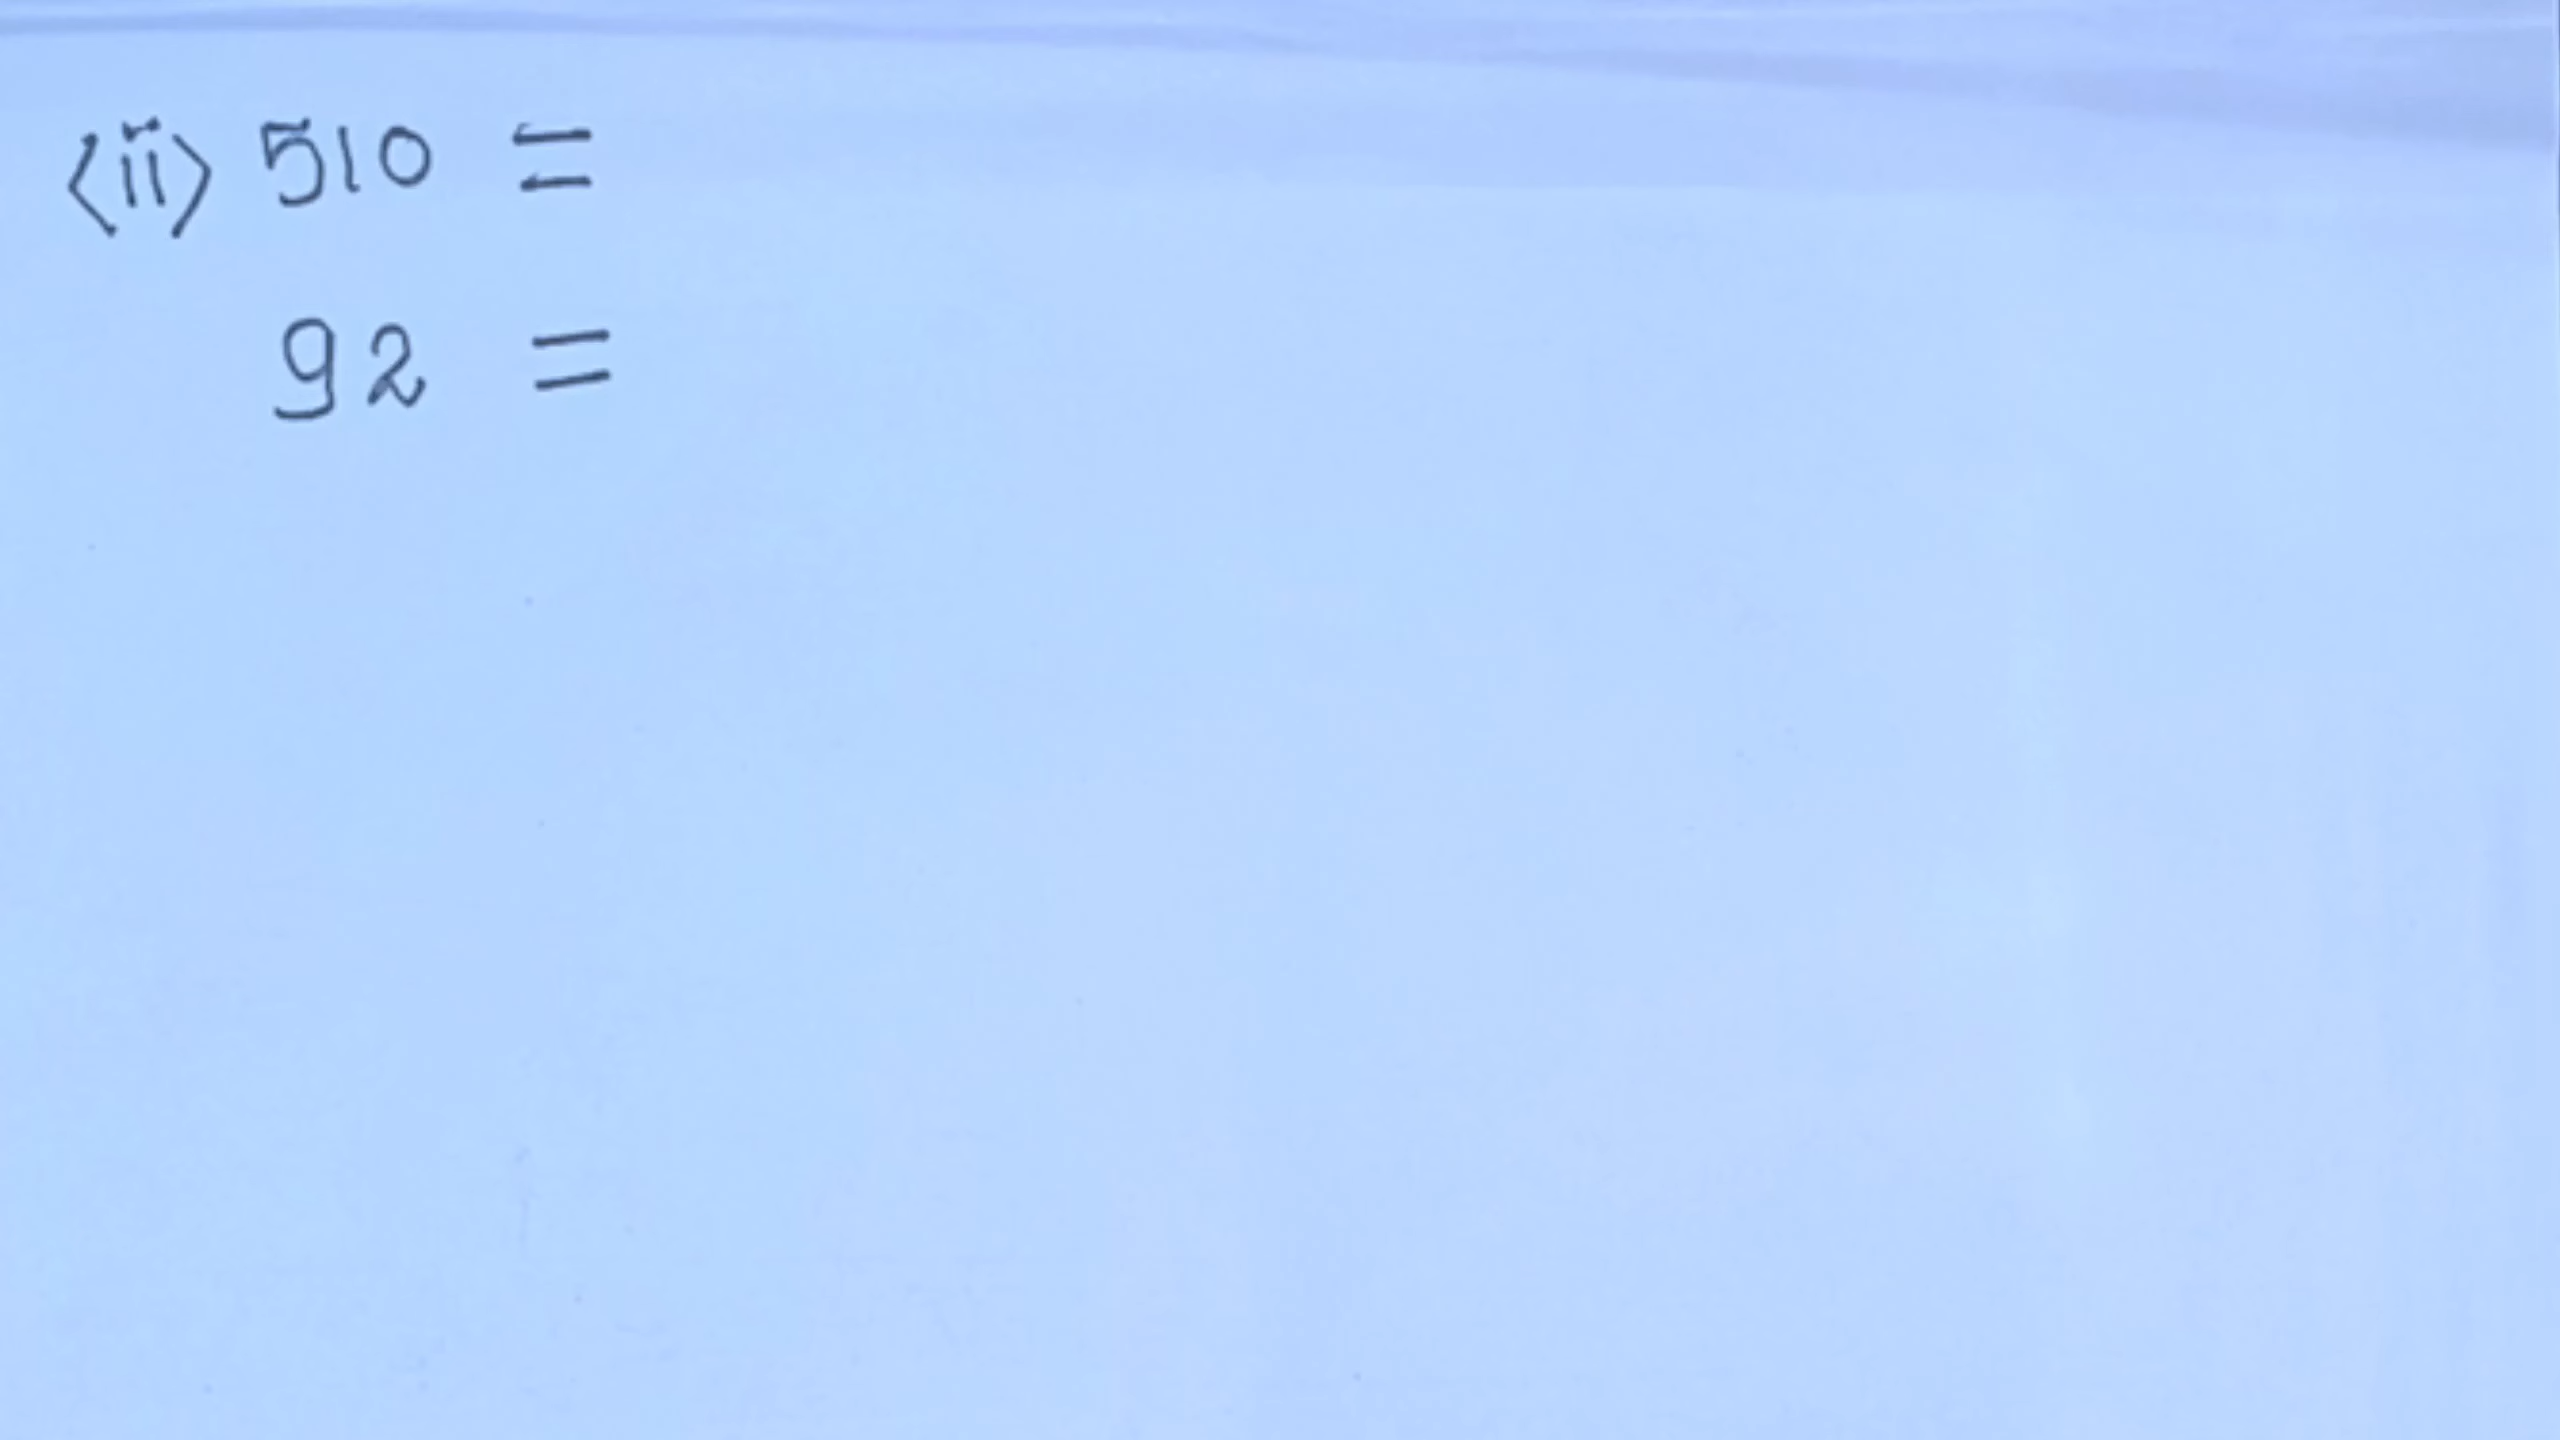 ⟨ii⟩ 510 =
92 =